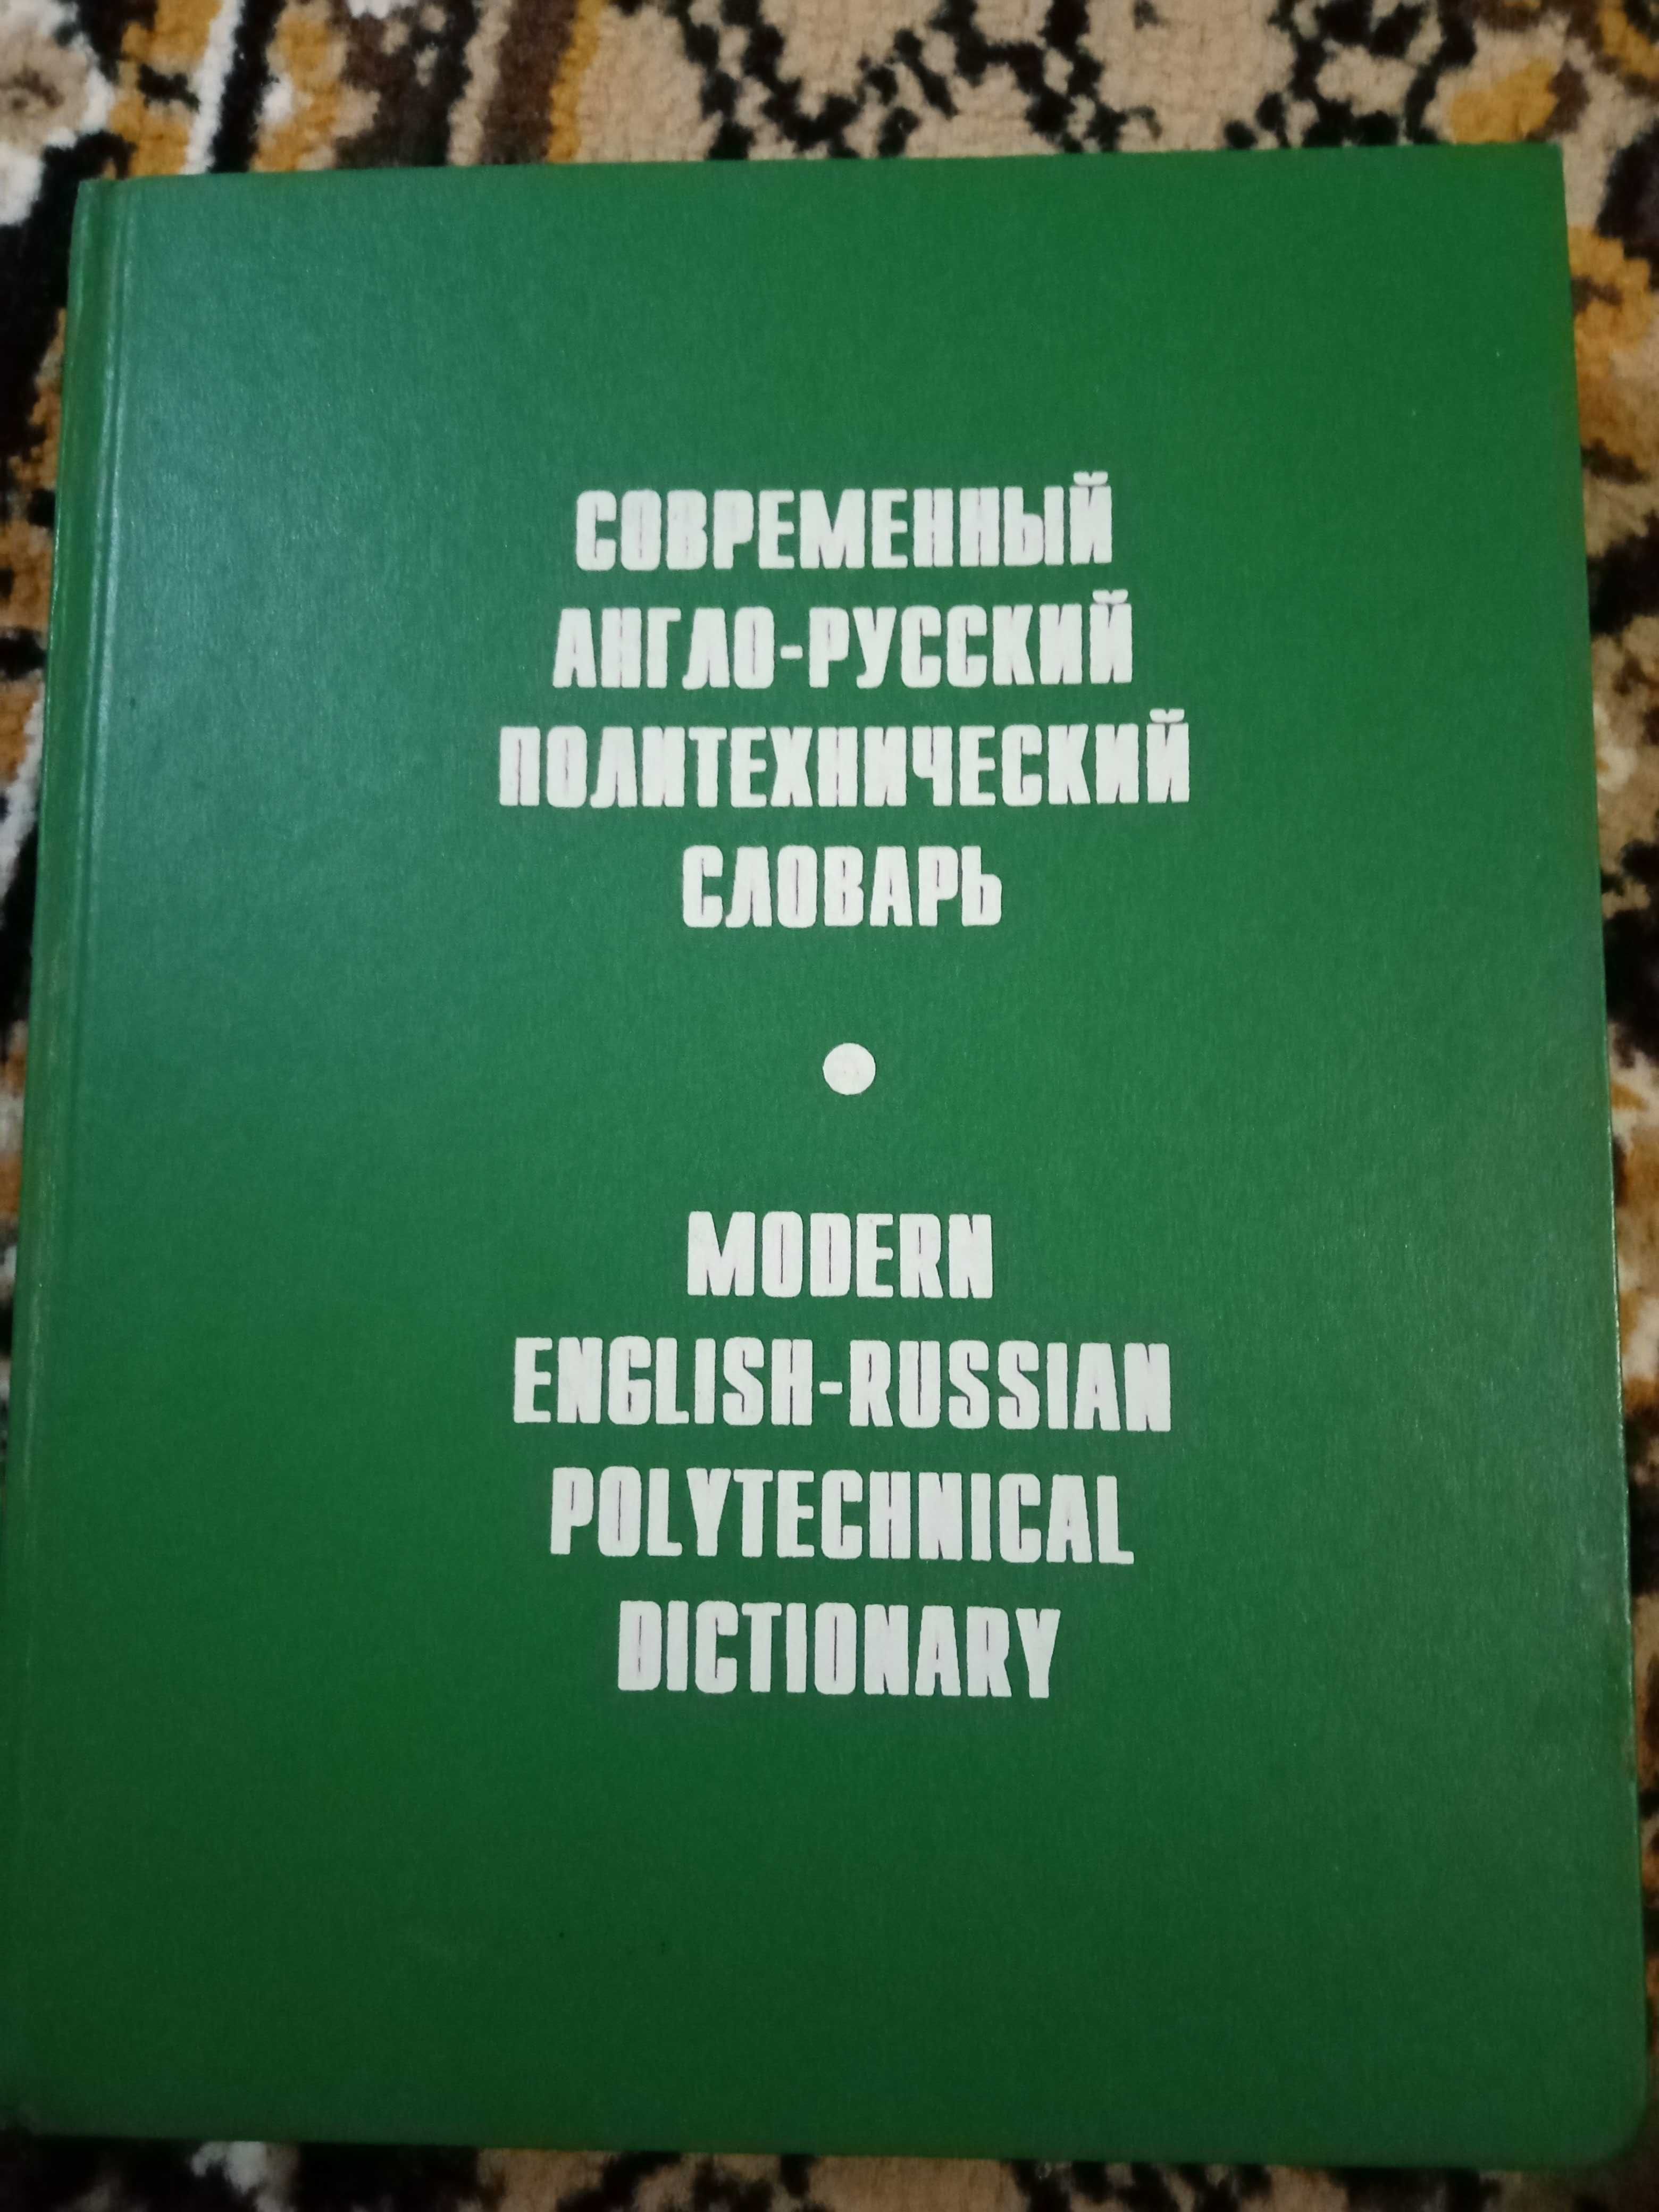 СОВРЕМЕННЫЙ
АНГЛО-РУССКИЙ
ПОЛИТЕХНИЧЕСКИЙ
СЛОВАРЬ
MODERN
ENGLISH-RUSSIAN
POLYTECHNICAL
DICTIONARY